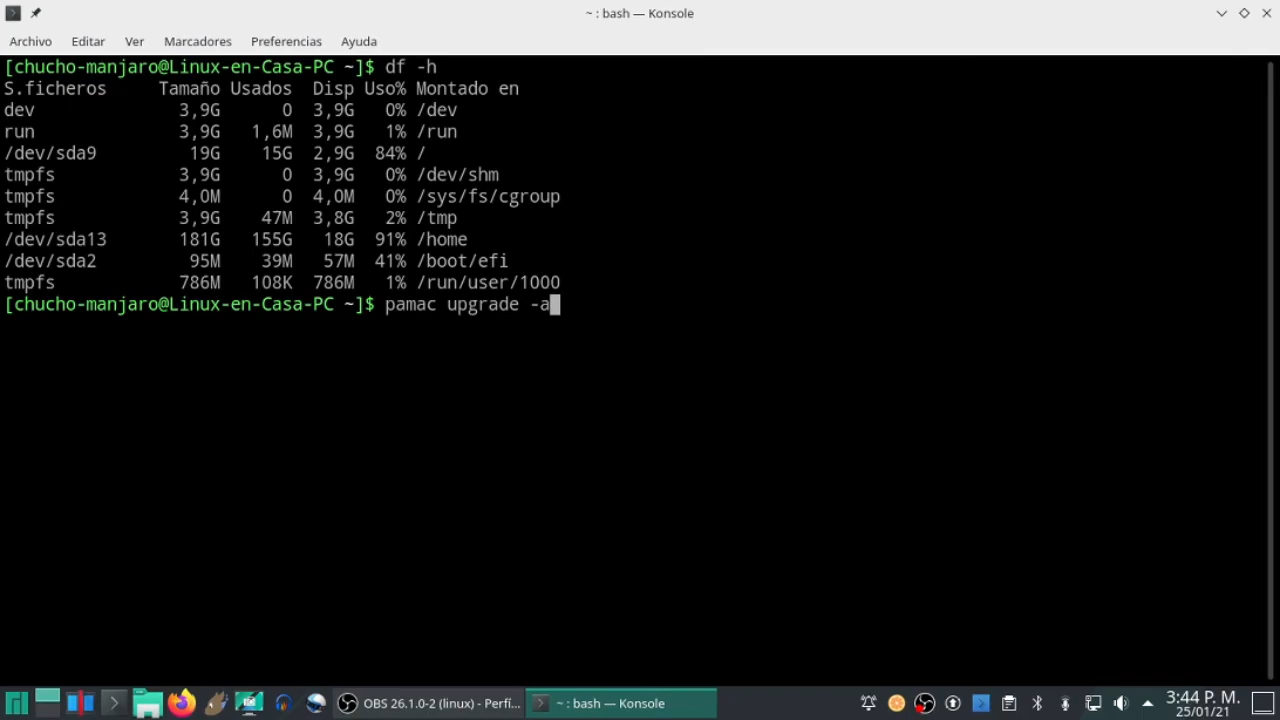 ~ : bash — Konsole
Archivo Editar Ver Marcadores Preferencias Ayuda
[chucho-manjaro@Linux-en-Casa-PC ~]$ df -h
S.ficheros Tamaño Usados Disp Uso% Montado en
dev 3,9G 0 3,9G 0% /dev
run 3,9G 1,6M 3,9G 1% /run
/dev/sda9 19G 15G 2,9G 84% /
tmpfs 3,9G 0 3,9G 0% /dev/shm
tmpfs 4,0M 0 4,0M 0% /sys/fs/cgroup
tmpfs 3,9G 47M 3,8G 2% /tmp
/dev/sda13 181G 155G 18G 91% /home
/dev/sda2 95M 39M 57M 41% /boot/efi
tmpfs 786M 108K 786M 1% /run/user/1000
[chucho-manjaro@Linux-en-Casa-PC ~]$ pamac upgrade -a
OBS 26.1.0-2 (linux) - Perfi... ~ : bash — Konsole 3:44 P. M.
25/01/21